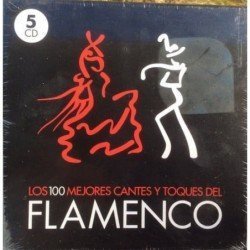 5
CD
LOS 100 MEJORES CANTES Y TOQUES DEL
FLAMENCO